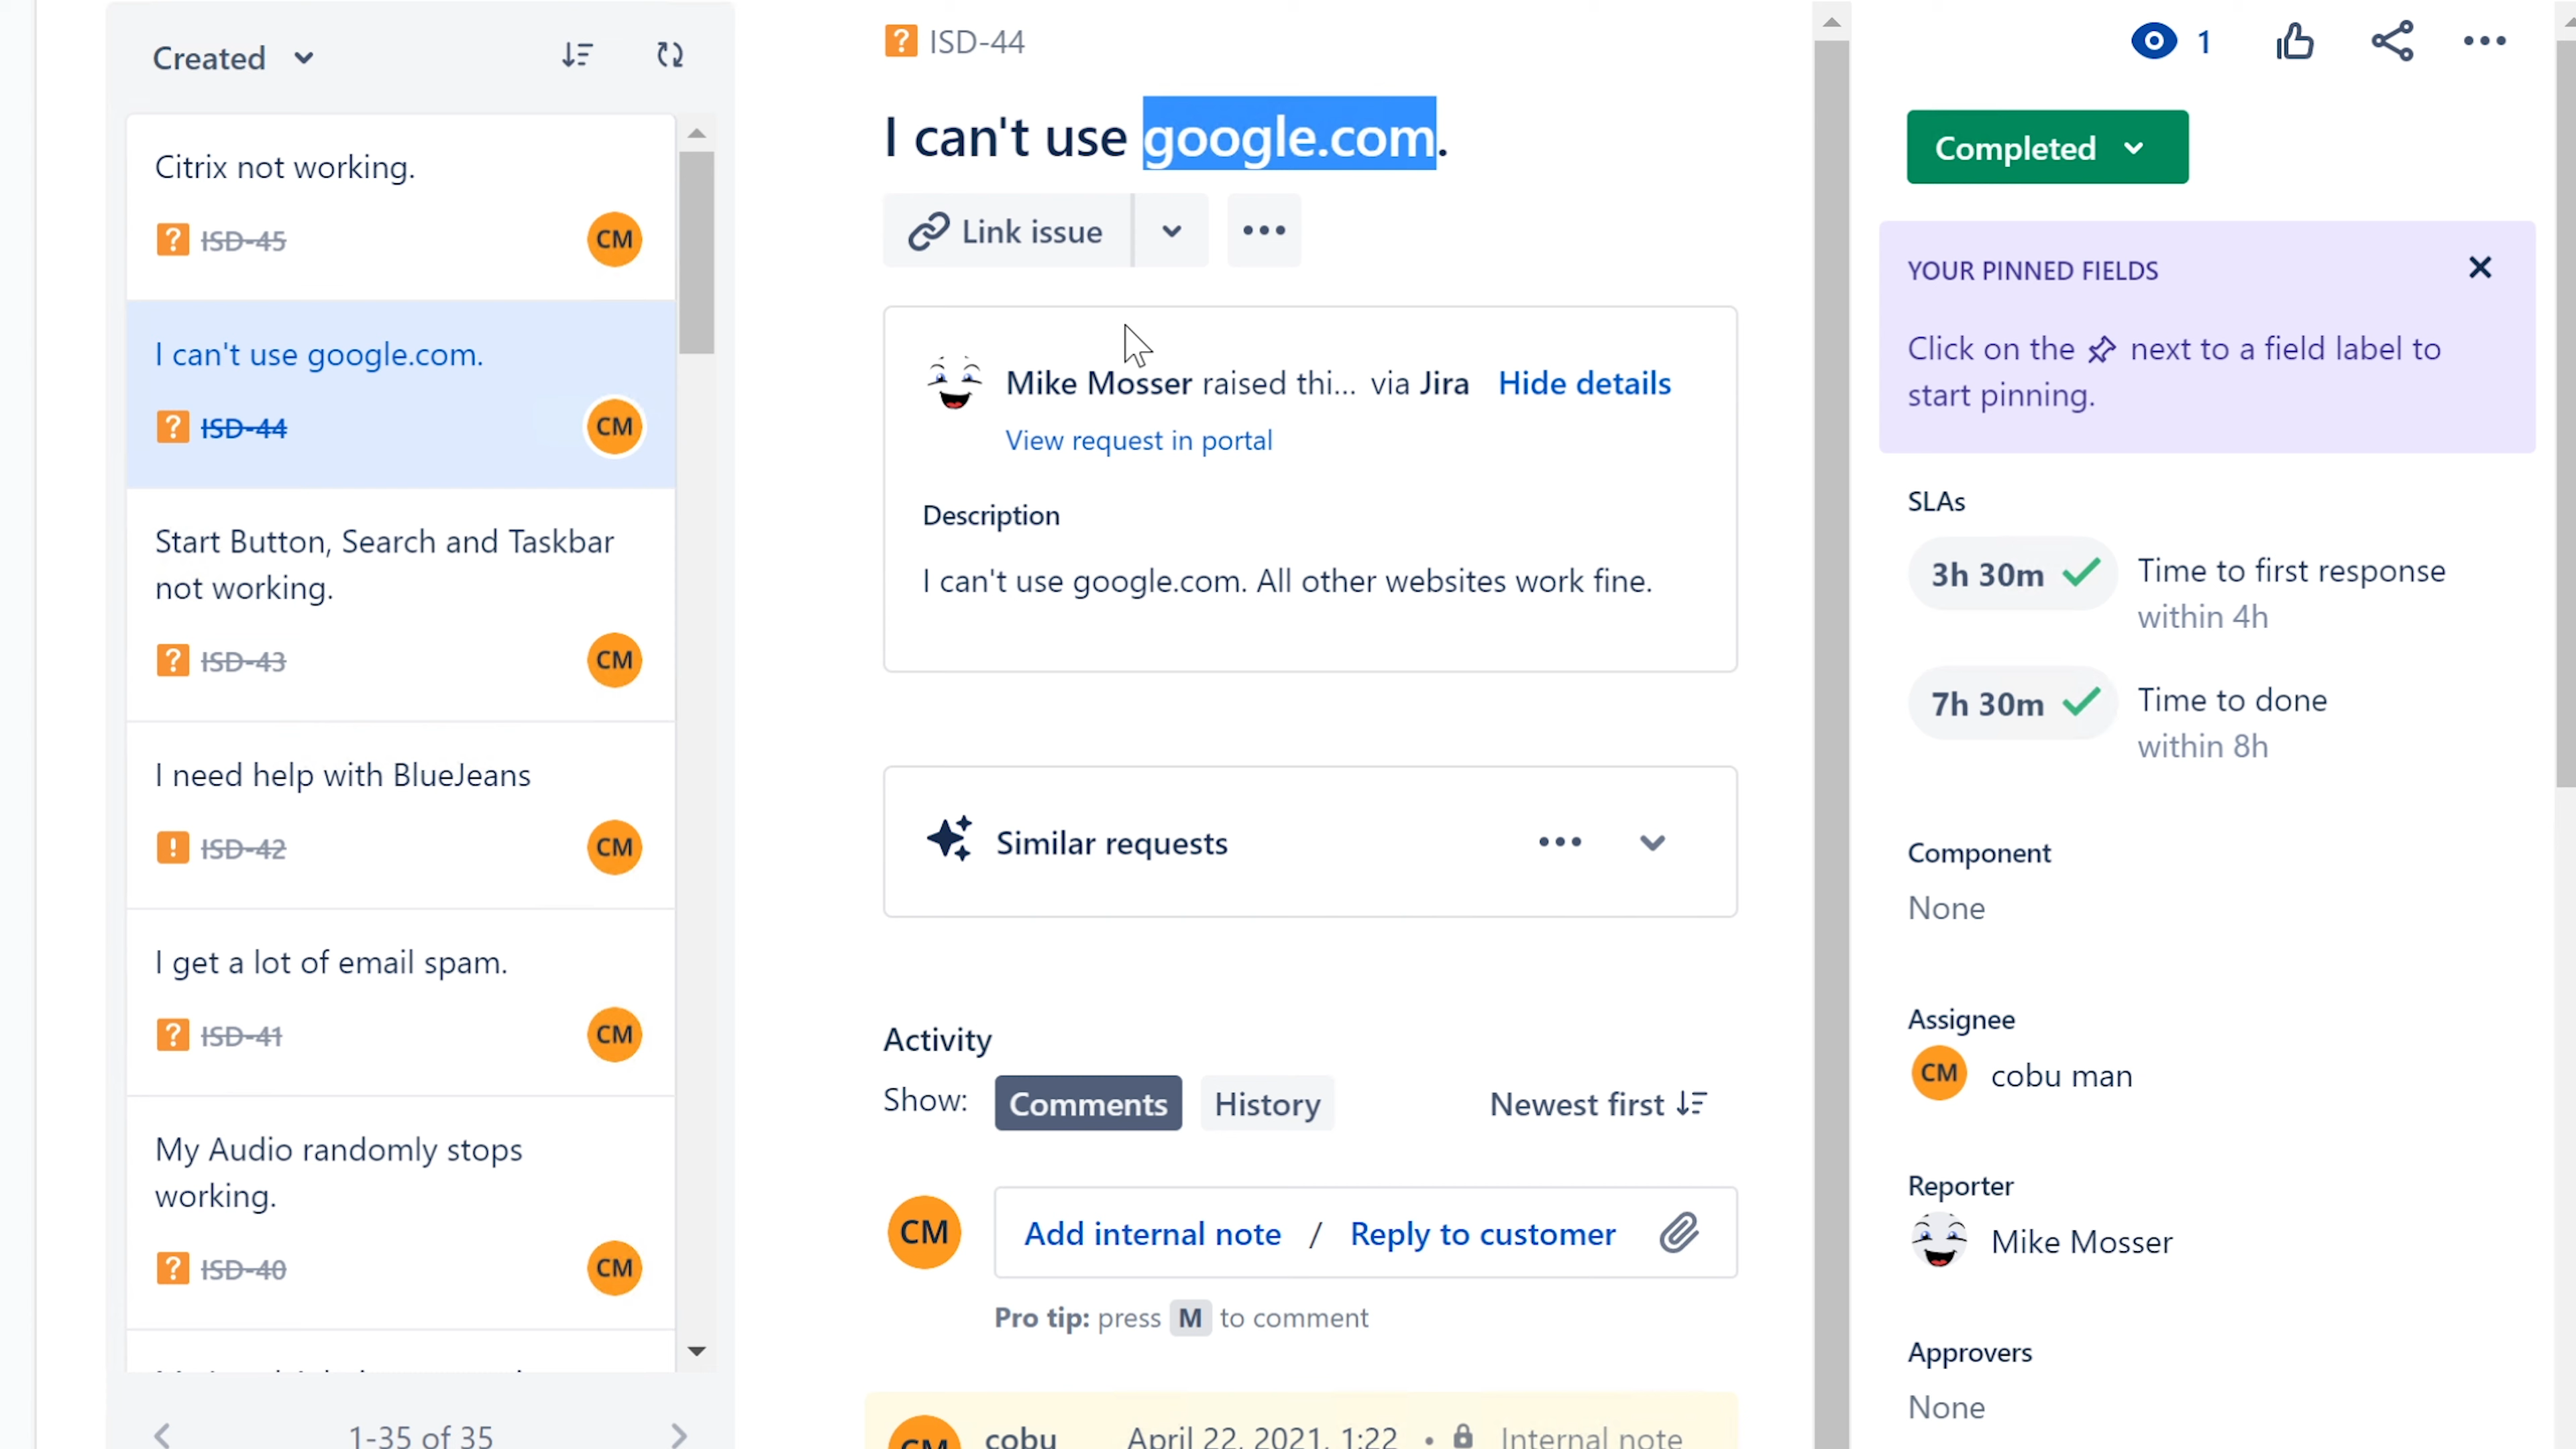 Created
Citrix not working.
? ISD-45 CM
I can't use google.com.
? ISD-44 CM
Start Button, Search and Taskbar
not working.
? ISD-43 CM
I need help with BlueJeans
! ISD-42 CM
I get a lot of email spam.
? ISD-41 CM
My Audio randomly stops
working.
? ISD-40 CM
1-35 of 35
? ISD-44
I can't use google.com.
Link issue
Mike Mosser raised thi... via Jira Hide details
View request in portal
Description
I can't use google.com. All other websites work fine.
Similar requests
Activity
Show: Comments History Newest first
CM Add internal note / Reply to customer
Pro tip: press M to comment
CM cobu April 22, 2021, 1:22 • Internal note
1
Completed
YOUR PINNED FIELDS
Click on the next to a field label to
start pinning.
SLAs
3h 30m Time to first response
within 4h
7h 30m Time to done
within 8h
Component
None
Assignee
CM cobu man
Reporter
Mike Mosser
Approvers
None